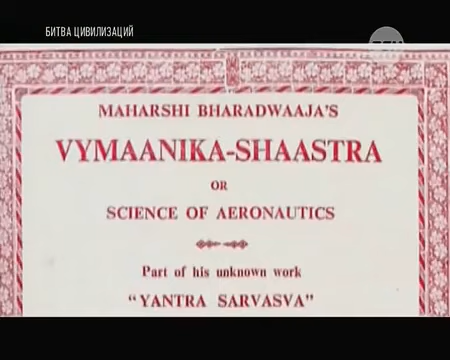 БИТВА ЦИВИЛИЗАЦИЙ
MAHARSHI BHARADWAAJA'S
VYMAANIKA-SHAASTRA
OR
SCIENCE OF AERONAUTICS
Part of his unknown work
"YANTRA SARVASVA"